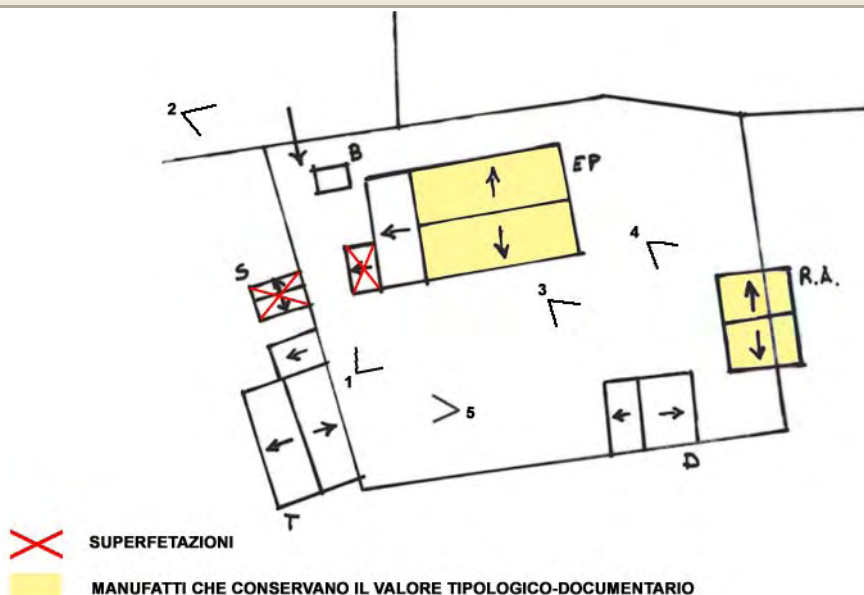 2
B
EP
S
4
R.A.
3
1
5
D
T
SUPERFETAZIONI
MANUFATTI CHE CONSERVANO IL VALORE TIPOLOGICO-DOCUMENTARIO